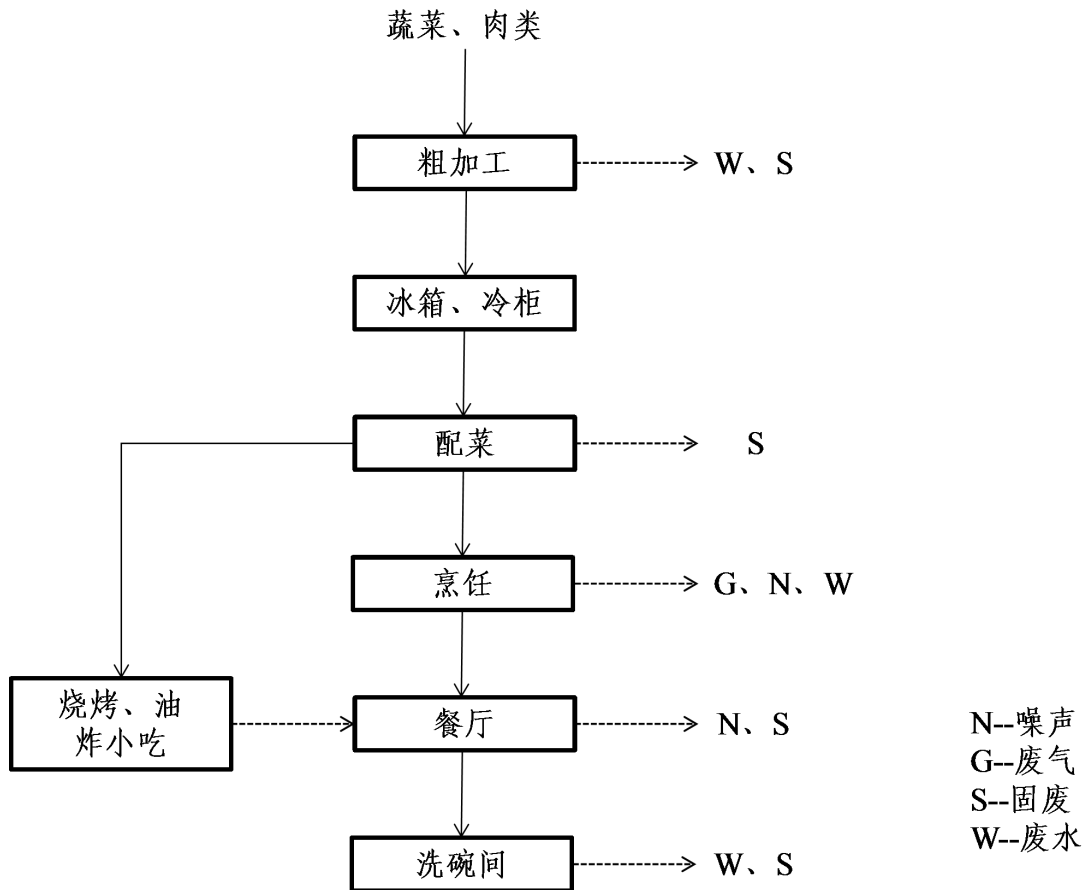 蔬菜、肉类
粗加工
W、S
冰箱、冷柜
配菜
S
烹饪
G、N、W
烧烤、油
炸小吃
餐厅
N、S
N--噪声
G--废气
S--固废
W--废水
洗碗间
W、S